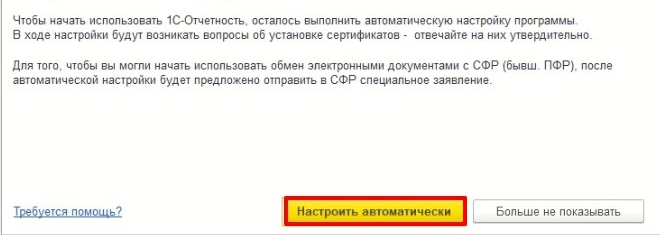 Чтобы начать использовать 1С-Отчетность, осталось выполнить автоматическую настройку программы.
В ходе настройки будут возникать вопросы об установке сертификатов - отвечайте на них утвердительно.
Для того, чтобы вы могли начать использовать обмен электронными документами с СФР (бывш. ПФР), после
автоматической настройки будет предложено отправить в СФР специальное заявление.
Требуется помощь?
Настроить автоматически
Больше не показывать